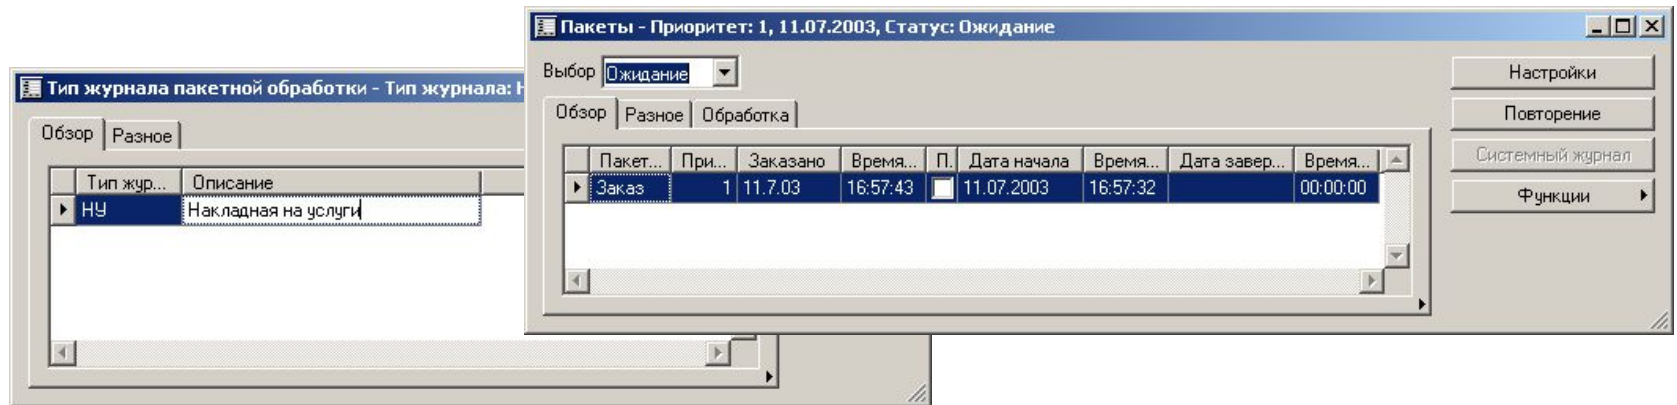 Пакеты - Приоритет: 1, 11.07.2003, Статус: Ожидание
Выбор Ожидание
Обзор Разное Обработка
Пакет... При... Заказано Время... П. Дата начала Время... Дата завер... Время...
Заказ 1 11.7.03 16:57:43 11.07.2003 16:57:32 00:00:00
Настройки
Повторение
Системный журнал
Функции
Тип журнала пакетной обработки - Тип журнала: Н
Обзор Разное
Тип жур... Описание
НУ Накладная на услуги